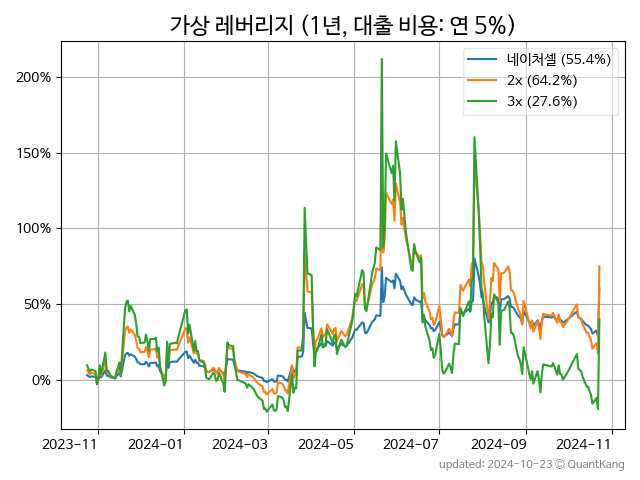 가상 레버리지 (1년, 대출 비용: 연 5%)
네이처셀 (55.4%)
2x (64.2%)
3x (27.6%)
200%
150%
100%
50%
0%
2023-11 2024-01 2024-03 2024-05 2024-07 2024-09 2024-11
updated: 2024-10-23 © QuantKang